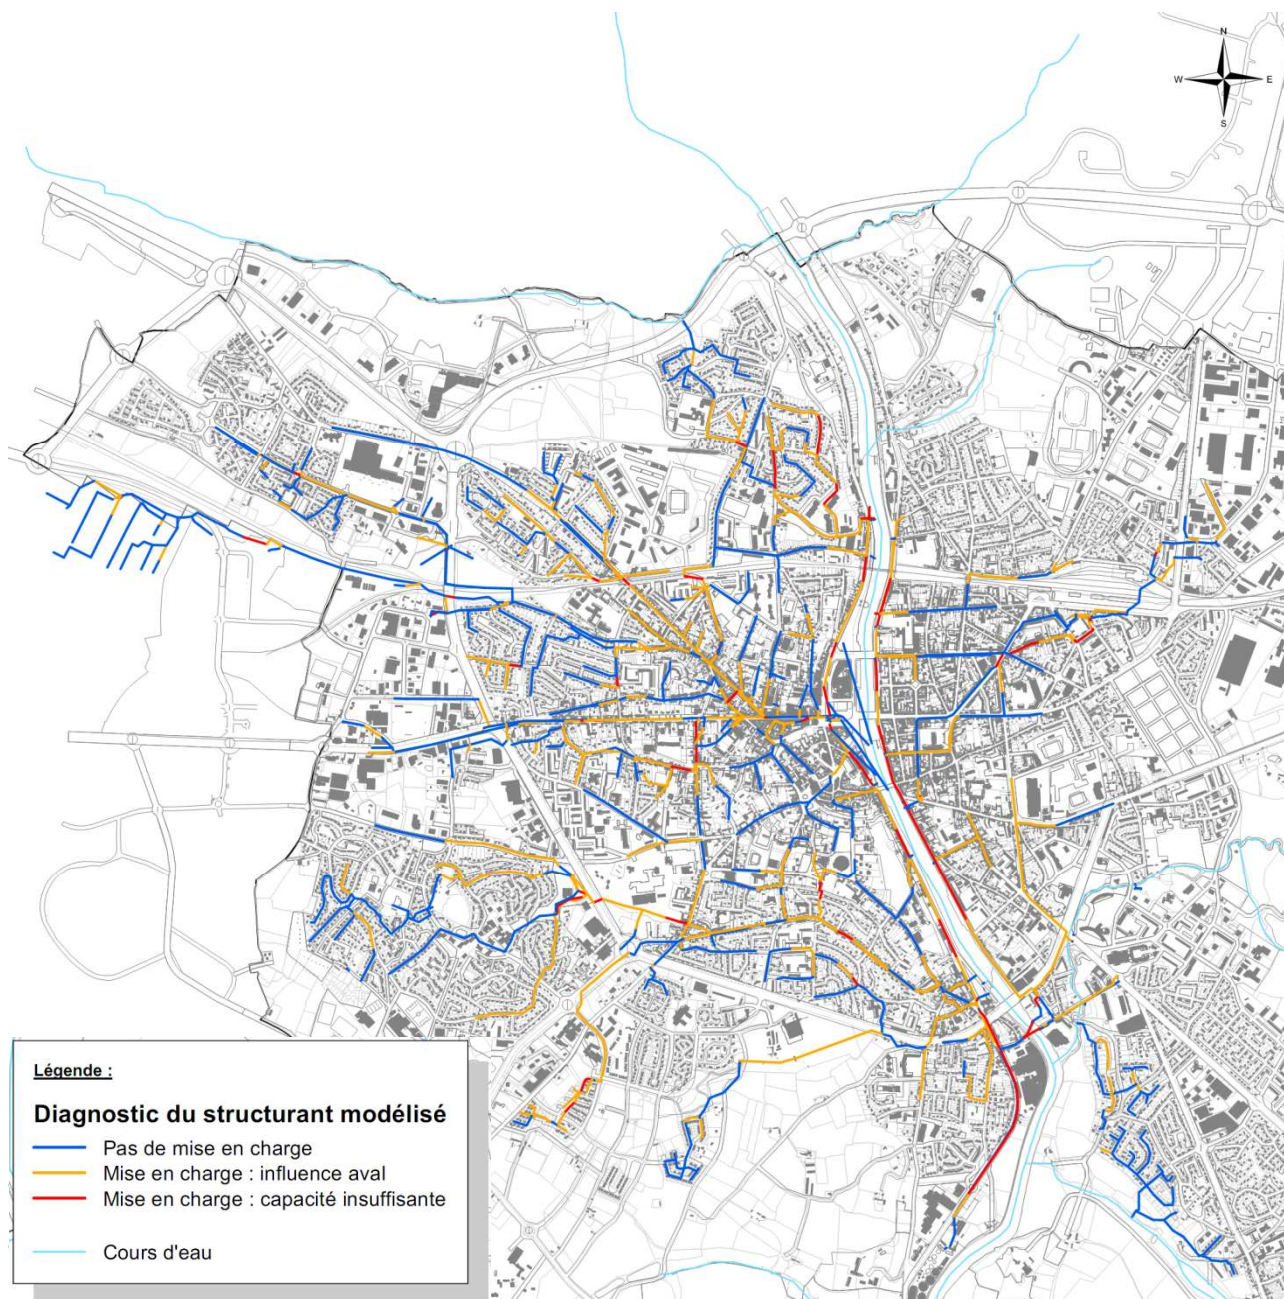 N
W E
S
Légende :
Diagnostic du structurant modélisé
Pas de mise en charge
Mise en charge : influence aval
Mise en charge : capacité insuffisante
Cours d'eau